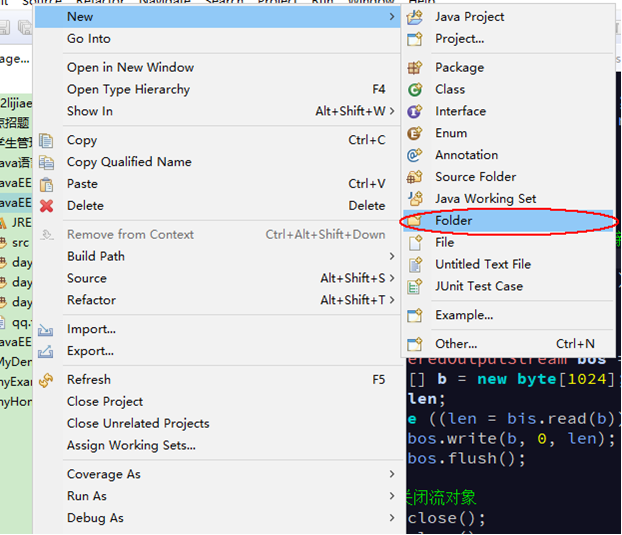 Source Refactor Navigate Search Project Run Window Help
New
Go Into
Open in New Window
Open Type Hierarchy F4
Show In Alt+Shift+W
Copy Ctrl+C
Copy Qualified Name
Paste Ctrl+V
Delete Delete
Remove from Context Ctrl+Alt+Shift+Down
Build Path
Source Alt+Shift+S
Refactor Alt+Shift+T
Import...
Export...
Refresh F5
Close Project
Close Unrelated Projects
Assign Working Sets...
Coverage As
Run As
Debug As
Java Project
Project...
Package
Class
Interface
Enum
Annotation
Source Folder
Java Working Set
Folder
File
Untitled Text File
JUnit Test Case
Example...
Other... Ctrl+N
age...
2lijiae
学生管理
ava语言
avaEE
avaEE
JRE
src
day
day
day
qq.
avaEE
MyDer
nyExar
nyHor
eredOutputStream bos =
[] b = new byte[1024];
len;
e ((len = bis.read(b))
bos.write(b, 0, len);
bos.flush();
关闭流对象
close();